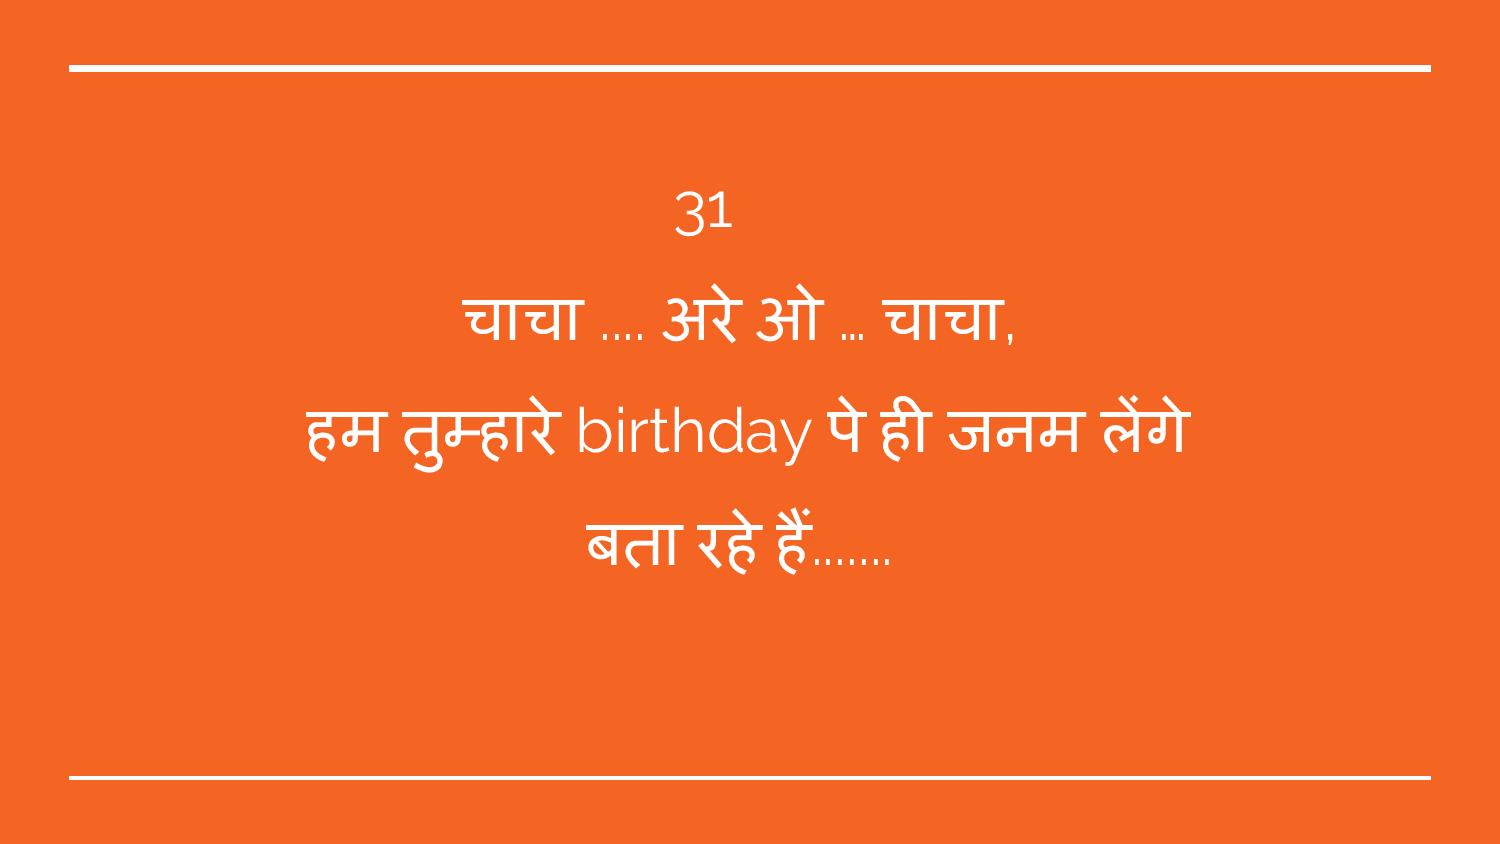 31
चाचा .... अरे ओ ... चाचा,
हम तुम्हारे birthday पे ही जनम लेंगे
बता रहे हैं.......